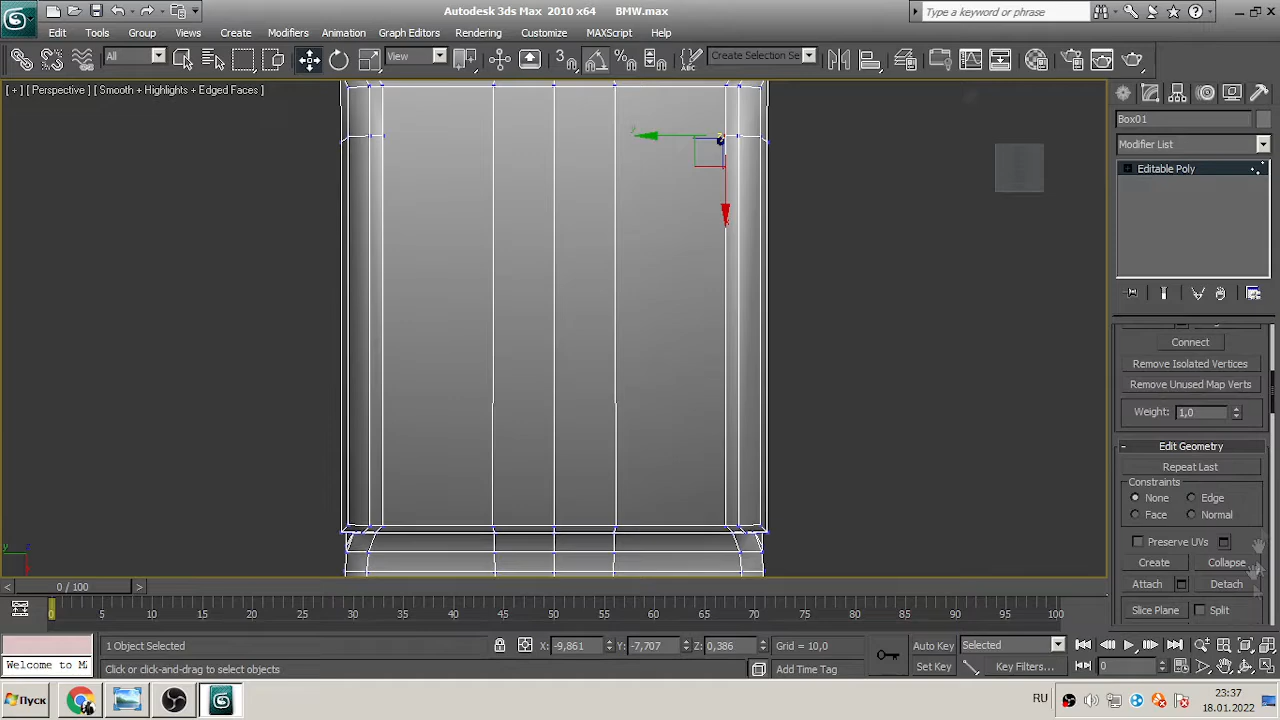 Autodesk 3ds Max 2010 x64 BMW.max
Type a keyword or phrase
Edit Tools Group Views Create Modifiers Animation Graph Editors Rendering Customize MAXScript Help
All View 3 Create Selection Se
[ + ] [ Perspective ] [ Smooth + Highlights + Edged Faces ]
Box01
Modifier List
Editable Poly
Connect
Remove Isolated Vertices
Remove Unused Map Verts
Weight: 1,0
Edit Geometry
Repeat Last
Constraints
None Edge
Face Normal
Preserve UVs
Create Collapse
Attach Detach
Slice Plane Split
y z
0 / 100
0 5 10 15 20 25 30 35 40 45 50 55 60 65 70 75 80 85 90 95 100
1 Object Selected X: -9,861 Y: -7,707 Z: 0,386 Grid = 10,0 Auto Key Selected
Welcome to M Click or click-and-drag to select objects Add Time Tag Set Key Key Filters... 0
Пуск RU 23:37
18.01.2022